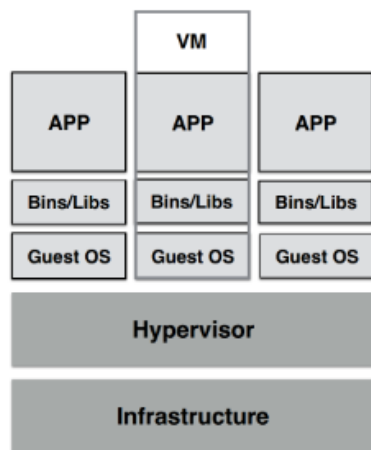 VM
APP APP APP
Bins/Libs Bins/Libs Bins/Libs
Guest OS Guest OS Guest OS
Hypervisor
Infrastructure